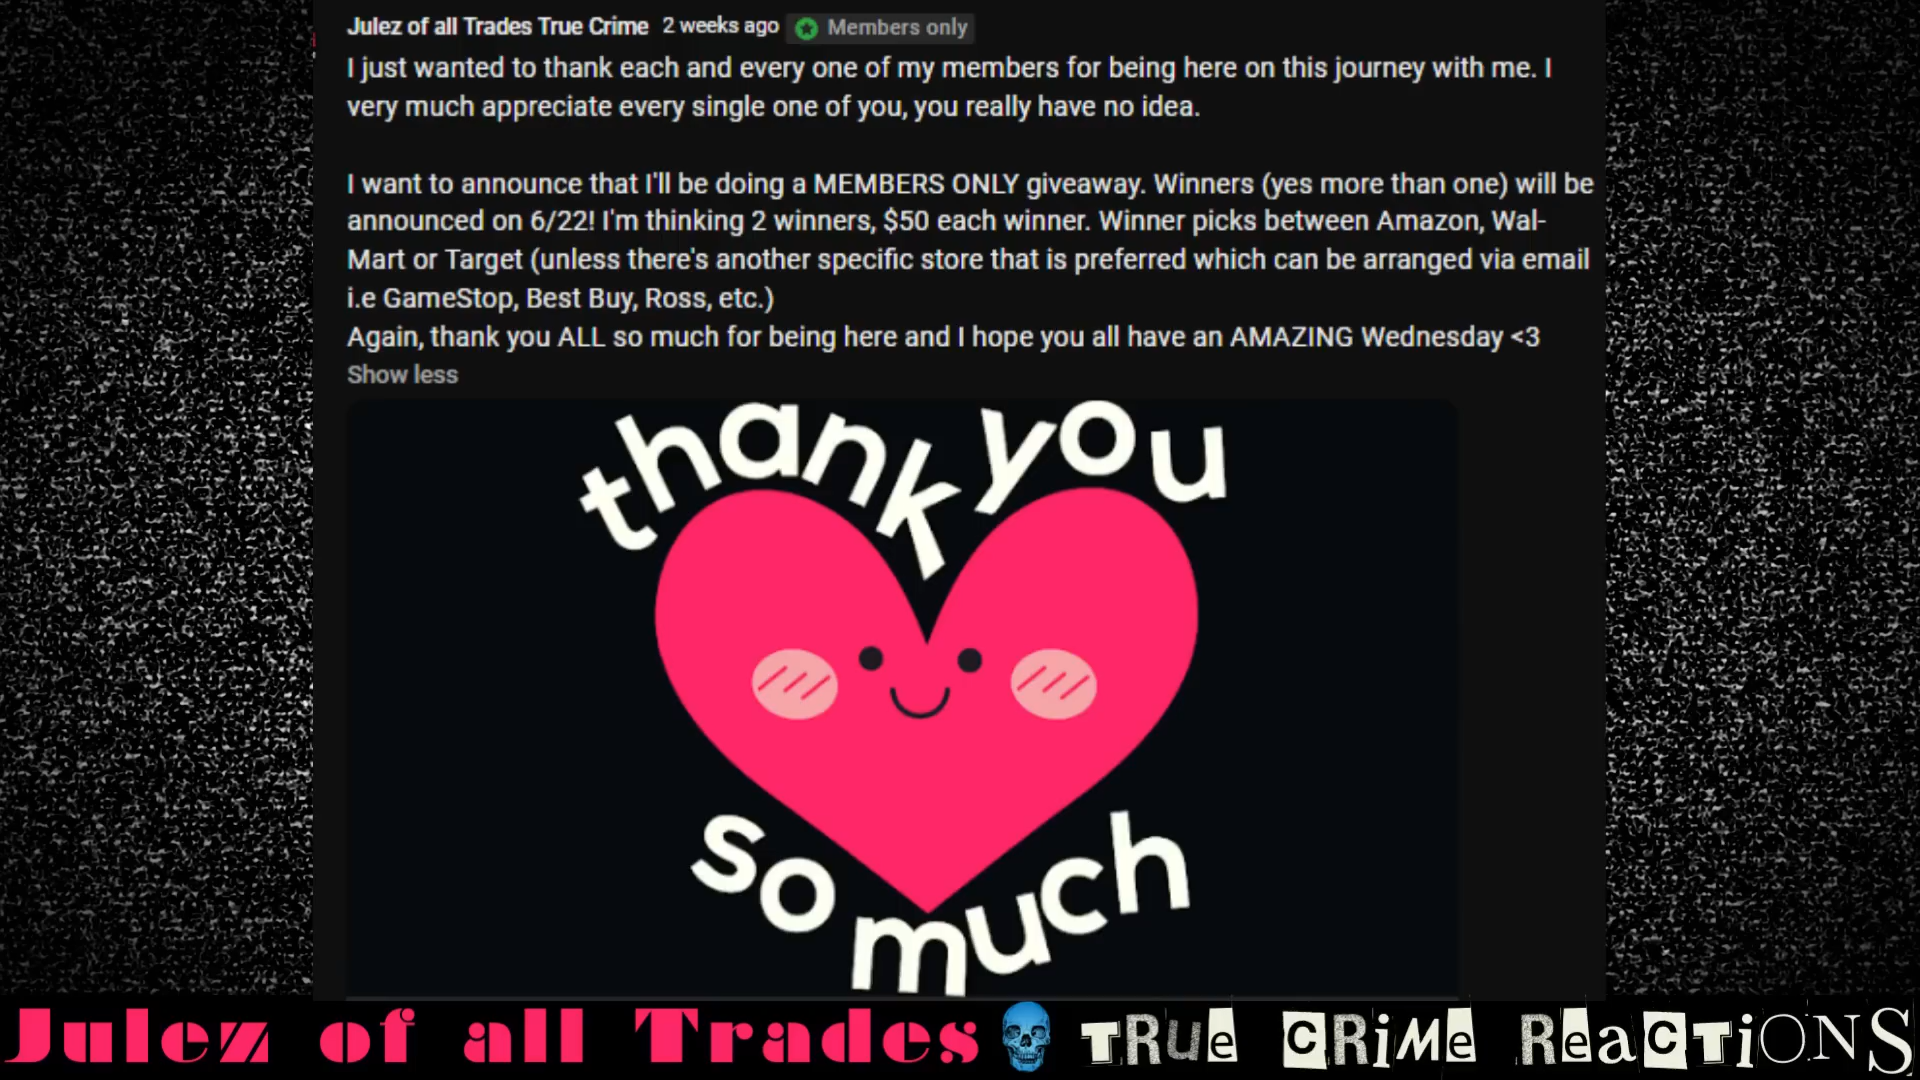 Julez of all Trades True Crime 2 weeks ago Members only
I just wanted to thank each and every one of my members for being here on this journey with me. I
very much appreciate every single one of you, you really have no idea.
I want to announce that I'll be doing a MEMBERS ONLY giveaway. Winners (yes more than one) will be
announced on 6/22! I'm thinking 2 winners, $50 each winner. Winner picks between Amazon, Wal-
Mart or Target (unless there's another specific store that is preferred which can be arranged via email
i.e GameStop, Best Buy, Ross, etc.)
Again, thank you ALL so much for being here and I hope you all have an AMAZING Wednesday <3
Show less
thank you
so much
Julez of all Trades TRUe CRiMe ReaCTiONS